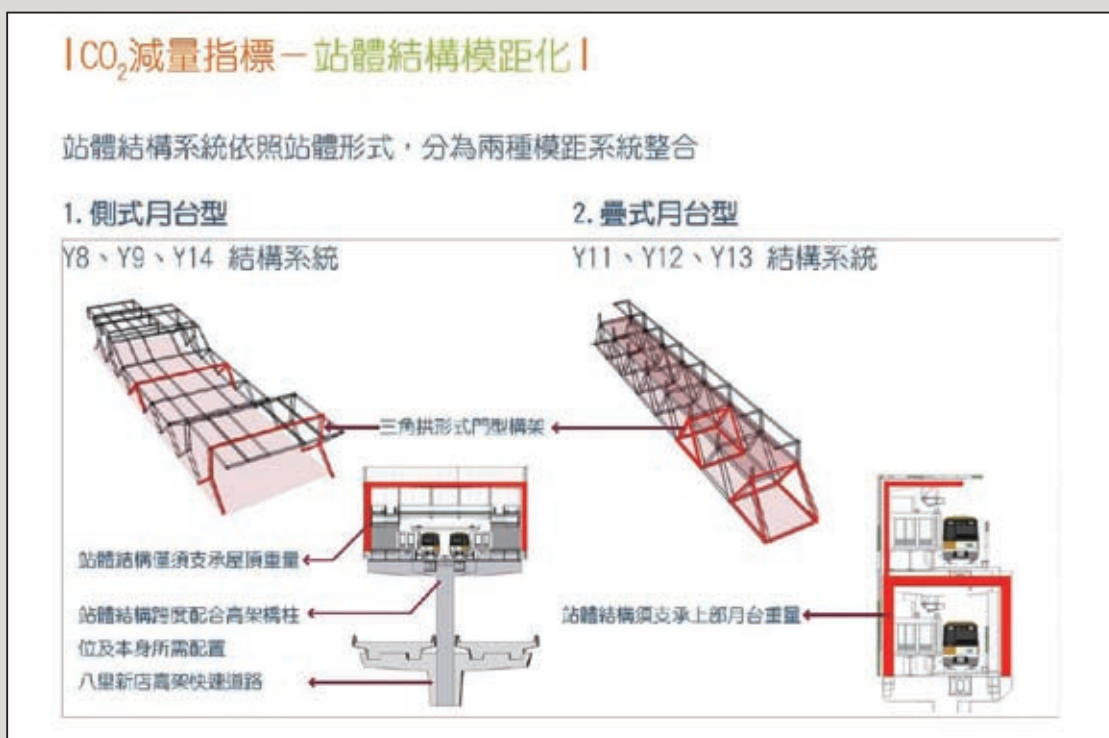 |CO₂減量指標－站體結構模距化|
站體結構系統依照站體形式，分為兩種模距系統整合
1.側式月台型
Y8、Y9、Y14 結構系統
2.疊式月台型
Y11、Y12、Y13 結構系統
三角拱形式門型構架
站體結構僅須支承屋頂重量
站體結構跨度配合高架橋柱
位及本身所需配置
八里新店高架快速道路
站體結構須支承上部月台重量